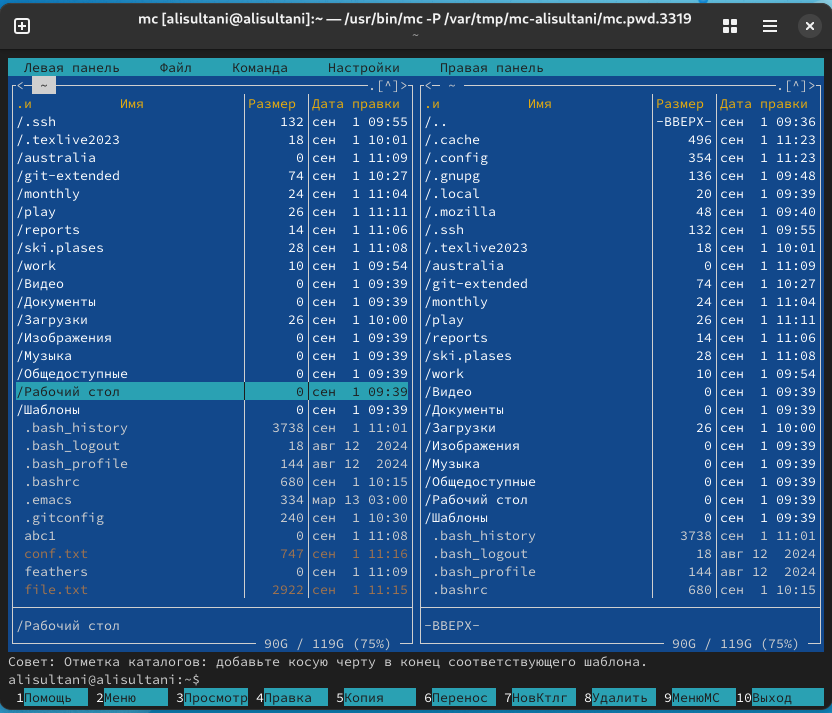 mc [alisultani@alisultani]:~ — /usr/bin/mc -P /var/tmp/mc-alisultani/mc.pwd.3319
~
Левая панель Файл Команда Настройки Правая панель
<─ ~ ──.[^]>
.и Имя Размер Дата правки
/.ssh 132 сен 1 09:55
/.texlive2023 18 сен 1 10:01
/australia 0 сен 1 11:09
/git-extended 74 сен 1 10:27
/monthly 24 сен 1 11:04
/play 26 сен 1 11:11
/reports 14 сен 1 11:06
/ski.plases 28 сен 1 11:08
/work 10 сен 1 09:54
/Видео 0 сен 1 09:39
/Документы 0 сен 1 09:39
/Загрузки 26 сен 1 10:00
/Изображения 0 сен 1 09:39
/Музыка 0 сен 1 09:39
/Общедоступные 0 сен 1 09:39
/Рабочий стол 0 сен 1 09:39
/Шаблоны 0 сен 1 09:39
.bash_history 3738 сен 1 11:01
.bash_logout 18 авг 12 2024
.bash_profile 144 авг 12 2024
.bashrc 680 сен 1 10:15
.emacs 334 мар 13 03:00
.gitconfig 240 сен 1 10:30
abc1 0 сен 1 11:08
conf.txt 747 сен 1 11:16
feathers 0 сен 1 11:09
file.txt 2922 сен 1 11:15
/Рабочий стол
90G / 119G (75%)
<─ ~ ──.[^]>
.и Имя Размер Дата правки
/.. -ВВЕРХ- сен 1 09:36
/.cache 496 сен 1 11:23
/.config 354 сен 1 11:23
/.gnupg 136 сен 1 09:48
/.local 20 сен 1 09:39
/.mozilla 48 сен 1 09:40
/.ssh 132 сен 1 09:55
/.texlive2023 18 сен 1 10:01
/australia 0 сен 1 11:09
/git-extended 74 сен 1 10:27
/monthly 24 сен 1 11:04
/play 26 сен 1 11:11
/reports 14 сен 1 11:06
/ski.plases 28 сен 1 11:08
/work 10 сен 1 09:54
/Видео 0 сен 1 09:39
/Документы 0 сен 1 09:39
/Загрузки 26 сен 1 10:00
/Изображения 0 сен 1 09:39
/Музыка 0 сен 1 09:39
/Общедоступные 0 сен 1 09:39
/Рабочий стол 0 сен 1 09:39
/Шаблоны 0 сен 1 09:39
.bash_history 3738 сен 1 11:01
.bash_logout 18 авг 12 2024
.bash_profile 144 авг 12 2024
.bashrc 680 сен 1 10:15
-ВВЕРХ-
90G / 119G (75%)
Совет: Отметка каталогов: добавьте косую черту в конец соответствующего шаблона.
alisultani@alisultani:~$
1Помощь 2Меню 3Просмотр 4Правка 5Копия 6Перенос 7НовКтлг 8Удалить 9МенюMC 10Выход